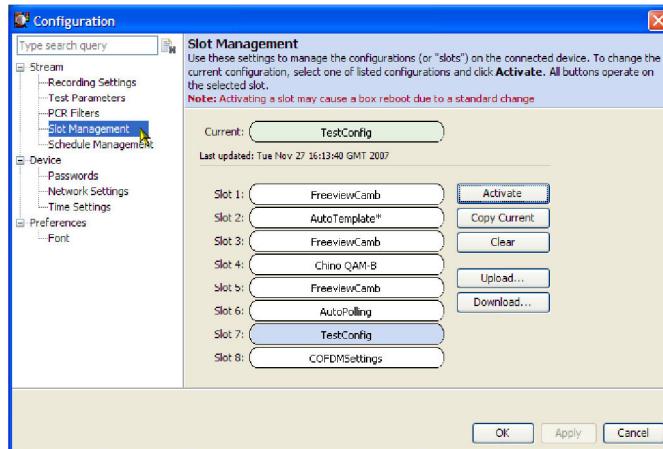 Configuration
Type search query
Stream
Recording Settings
Test Parameters
PCR Filters
Slot Management
Schedule Management
Device
Passwords
Network Settings
Time Settings
Preferences
Font
Slot Management
Use these settings to manage the configurations (or "slots") on the connected device. To change the
current configuration, select one of listed configurations and click Activate. All buttons operate on
the selected slot.
Note: Activating a slot may cause a box reboot due to a standard change
Current: TestConfig
Last updated: Tue Nov 27 16:13:40 GMT 2007
Slot 1: FreeviewCamb Activate
Slot 2: AutoTemplate* Copy Current
Slot 3: FreeviewCamb Clear
Slot 4: Chino QAM-B
Slot 5: FreeviewCamb Upload...
Slot 6: AutoPolling Download...
Slot 7: TestConfig
Slot 8: COFDMSettings
OK Apply Cancel